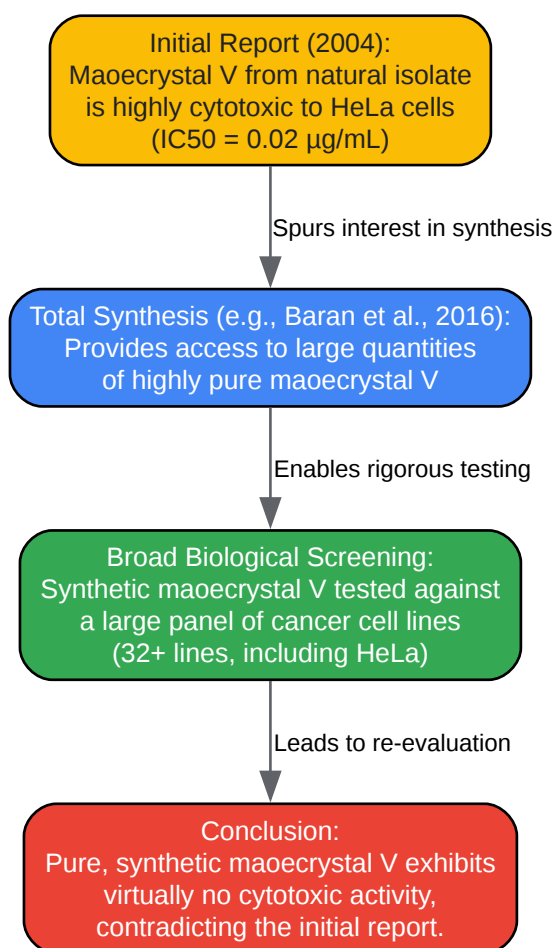 Initial Report (2004):
Maoecrystal V from natural isolate
is highly cytotoxic to HeLa cells
(IC50 = 0.02 µg/mL)
Spurs interest in synthesis
Total Synthesis (e.g., Baran et al., 2016):
Provides access to large quantities
of highly pure maoecrystal V
Enables rigorous testing
Broad Biological Screening:
Synthetic maoecrystal V tested against
a large panel of cancer cell lines
(32+ lines, including HeLa)
Leads to re-evaluation
Conclusion:
Pure, synthetic maoecrystal V exhibits
virtually no cytotoxic activity,
contradicting the initial report.